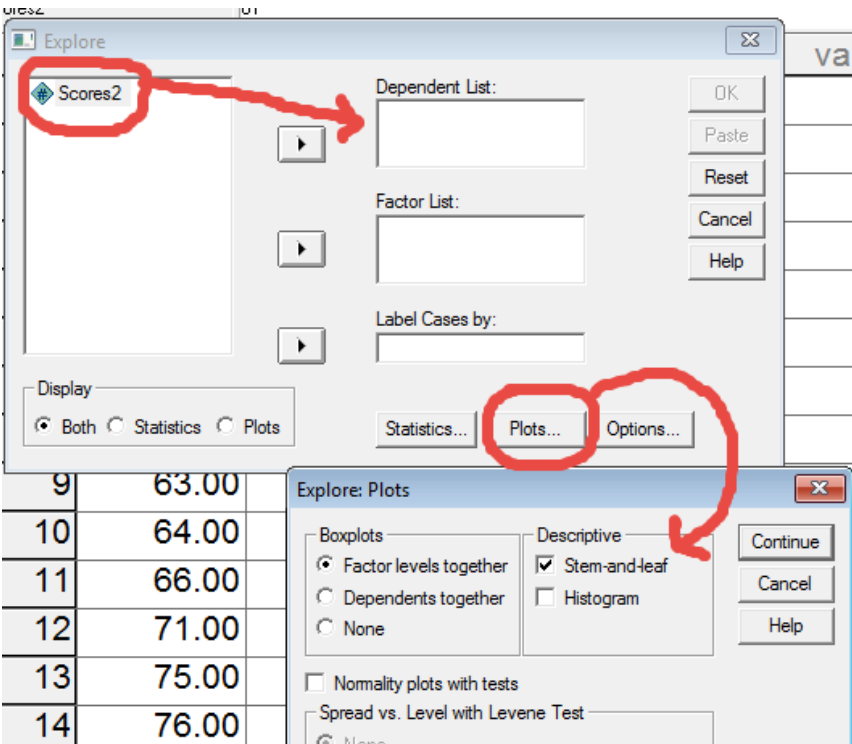 Explore
va
Scores2
Dependent List:
OK
Paste
Reset
Factor List:
Cancel
Help
Label Cases by:
Display
Both Statistics Plots
Statistics... Plots... Options...
9 63.00
10 64.00
11 66.00
12 71.00
13 75.00
14 76.00
Explore: Plots
Boxplots
Factor levels together
Dependents together
None
Descriptive
Stem-and-leaf
Histogram
Continue
Cancel
Help
Normality plots with tests
Spread vs. Level with Levene Test
None